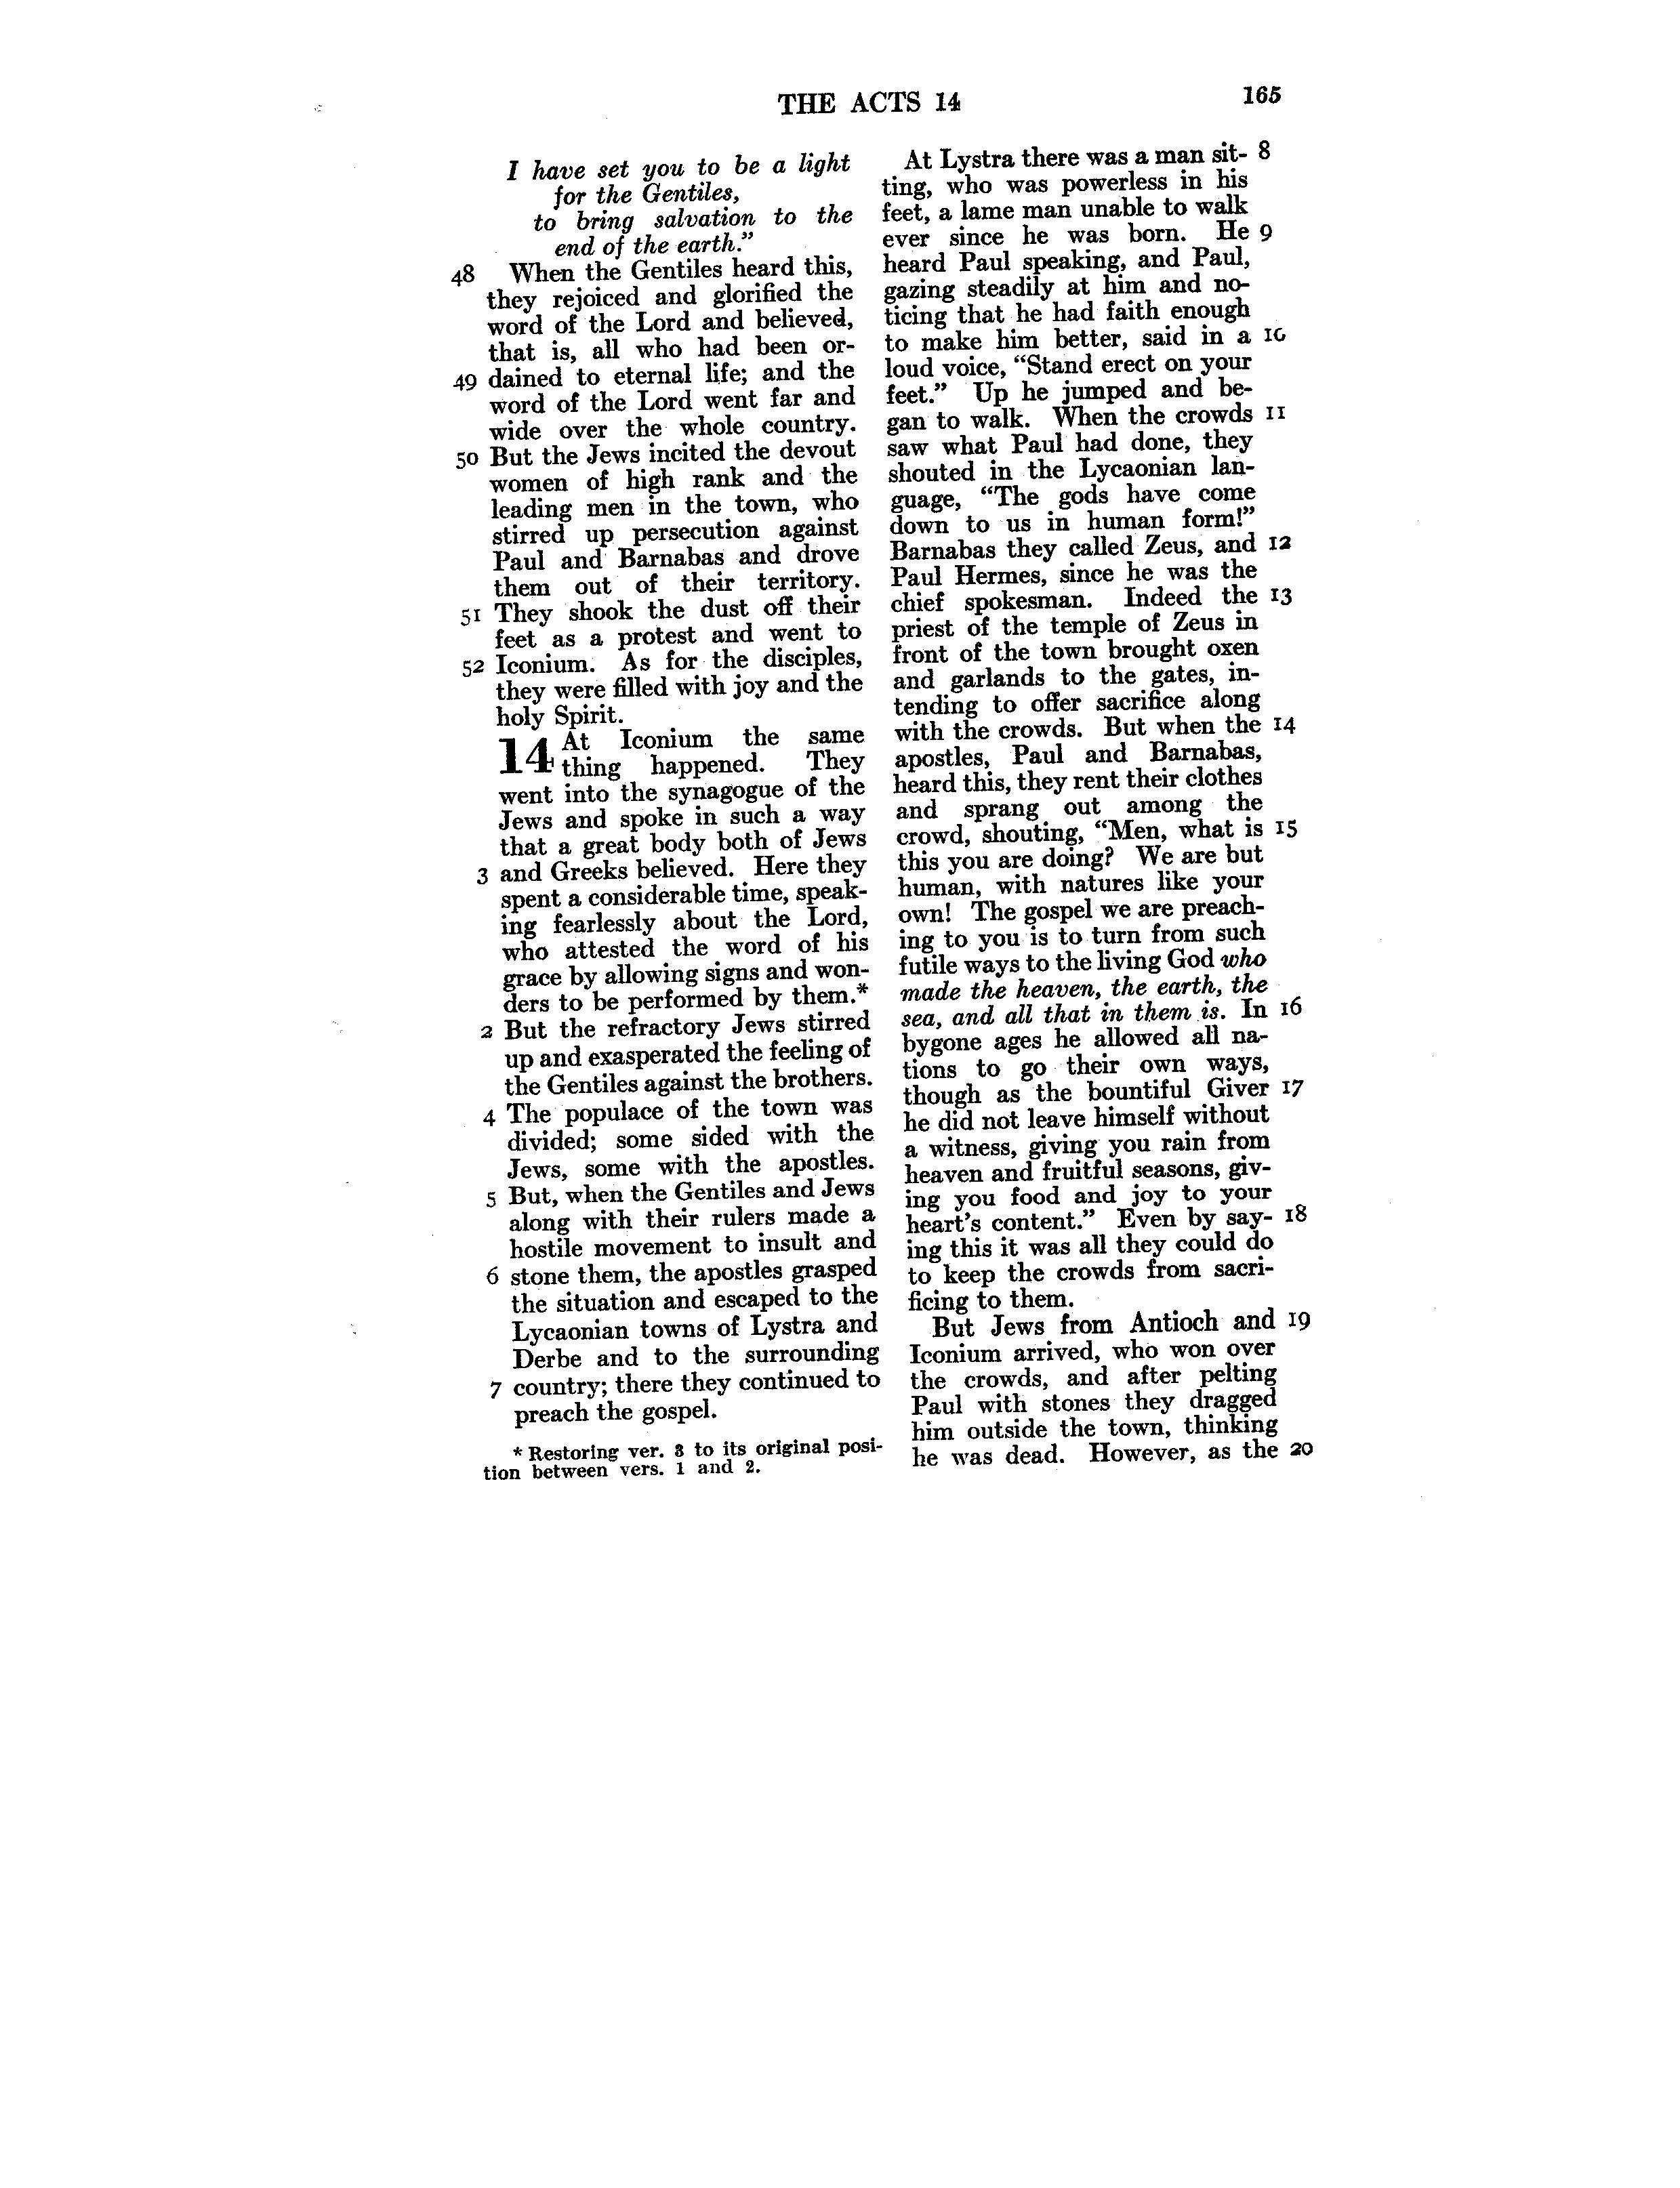 THE ACTS 14
165
I have set you to be a light
for the Gentiles,
to bring salvation to the
end of the earth.”
48 When the Gentiles heard this,
they rejoiced and glorified the
word of the Lord and believed,
that is, all who had been or-
49 dained to eternal life; and the
word of the Lord went far and
wide over the whole country.
50 But the Jews incited the devout
women of high rank and the
leading men in the town, who
stirred up persecution against
Paul and Barnabas and drove
them out of their territory.
51 They shook the dust off their
feet as a protest and went to
52 Iconium. As for the disciples,
they were filled with joy and the
holy Spirit.
14 At Iconium the same
thing happened. They
went into the synagogue of the
Jews and spoke in such a way
that a great body both of Jews
3 and Greeks believed. Here they
spent a considerable time, speak-
ing fearlessly about the Lord,
who attested the word of his
grace by allowing signs and won-
ders to be performed by them.*
2 But the refractory Jews stirred
up and exasperated the feeling of
the Gentiles against the brothers.
4 The populace of the town was
divided; some sided with the
Jews, some with the apostles.
5 But, when the Gentiles and Jews
along with their rulers made a
hostile movement to insult and
6 stone them, the apostles grasped
the situation and escaped to the
Lycaonian towns of Lystra and
Derbe and to the surrounding
7 country; there they continued to
preach the gospel.
* Restoring ver. 3 to its original posi-
tion between vers. 1 and 2.
At Lystra there was a man sit- 8
ting, who was powerless in his
feet, a lame man unable to walk
ever since he was born. He 9
heard Paul speaking, and Paul,
gazing steadily at him and no-
ticing that he had faith enough
to make him better, said in a 10
loud voice, “Stand erect on your
feet.” Up he jumped and be-
gan to walk. When the crowds 11
saw what Paul had done, they
shouted in the Lycaonian lan-
guage, “The gods have come
down to us in human form!”
Barnabas they called Zeus, and 12
Paul Hermes, since he was the
chief spokesman. Indeed the 13
priest of the temple of Zeus in
front of the town brought oxen
and garlands to the gates, in-
tending to offer sacrifice along
with the crowds. But when the 14
apostles, Paul and Barnabas,
heard this, they rent their clothes
and sprang out among the
crowd, shouting, “Men, what is 15
this you are doing? We are but
human, with natures like your
own! The gospel we are preach-
ing to you is to turn from such
futile ways to the living God who
made the heaven, the earth, the
sea, and all that in them is. In 16
bygone ages he allowed all na-
tions to go their own ways,
though as the bountiful Giver 17
he did not leave himself without
a witness, giving you rain from
heaven and fruitful seasons, giv-
ing you food and joy to your
heart’s content.” Even by say- 18
ing this it was all they could do
to keep the crowds from sacri-
ficing to them.
But Jews from Antioch and 19
Iconium arrived, who won over
the crowds, and after pelting
Paul with stones they dragged
him outside the town, thinking
he was dead. However, as the 20